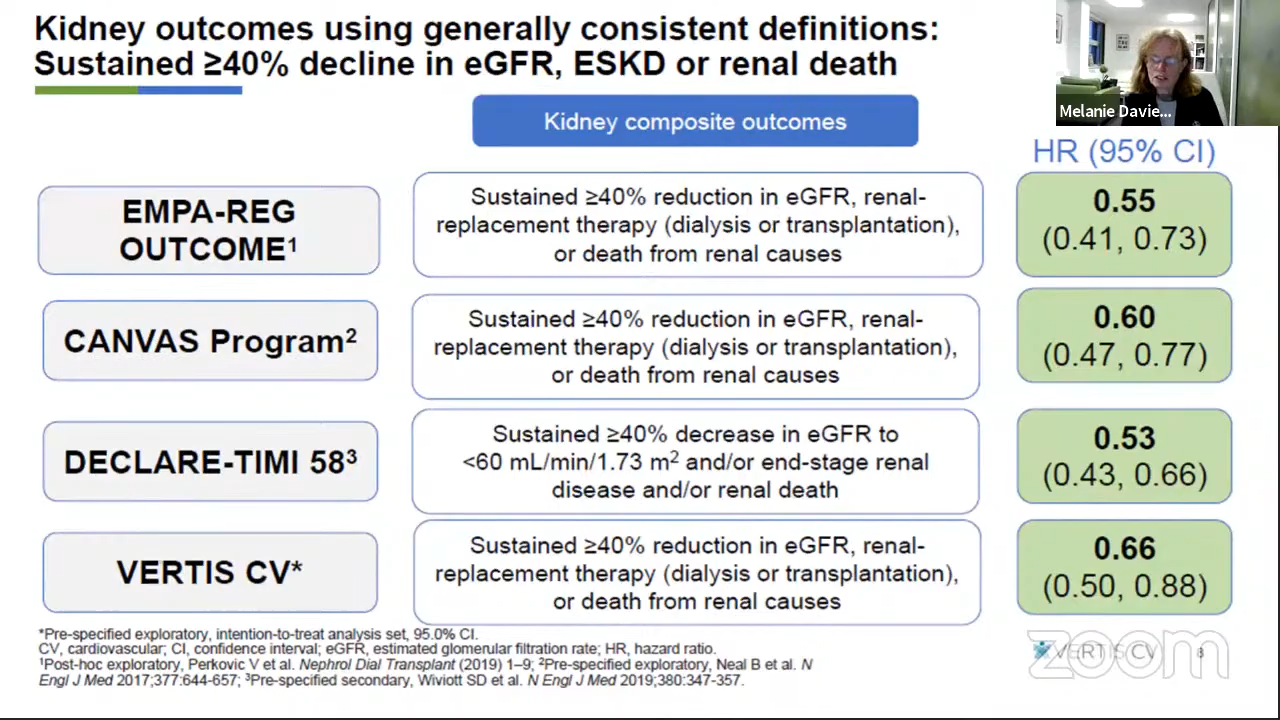 Kidney outcomes using generally consistent definitions:
Sustained ≥40% decline in eGFR, ESKD or renal death
Melanie Davie...
Kidney composite outcomes
HR (95% CI)
EMPA-REG
OUTCOME¹
Sustained ≥40% reduction in eGFR, renal-
replacement therapy (dialysis or transplantation),
or death from renal causes
0.55
(0.41, 0.73)
CANVAS Program²
Sustained ≥40% reduction in eGFR, renal-
replacement therapy (dialysis or transplantation),
or death from renal causes
0.60
(0.47, 0.77)
DECLARE-TIMI 58³
Sustained ≥40% decrease in eGFR to
<60 mL/min/1.73 m² and/or end-stage renal
disease and/or renal death
0.53
(0.43, 0.66)
VERTIS CV*
Sustained ≥40% reduction in eGFR, renal-
replacement therapy (dialysis or transplantation),
or death from renal causes
0.66
(0.50, 0.88)
*Pre-specified exploratory, intention-to-treat analysis set, 95.0% CI.
CV, cardiovascular; CI, confidence interval; eGFR, estimated glomerular filtration rate; HR, hazard ratio.
¹Post-hoc exploratory, Perkovic V et al. Nephrol Dial Transplant (2019) 1–9; ²Pre-specified exploratory, Neal B et al. N
Engl J Med 2017;377:644-657; ³Pre-specified secondary, Wiviott SD et al. N Engl J Med 2019;380:347-357.
VERTIS CV
zoom